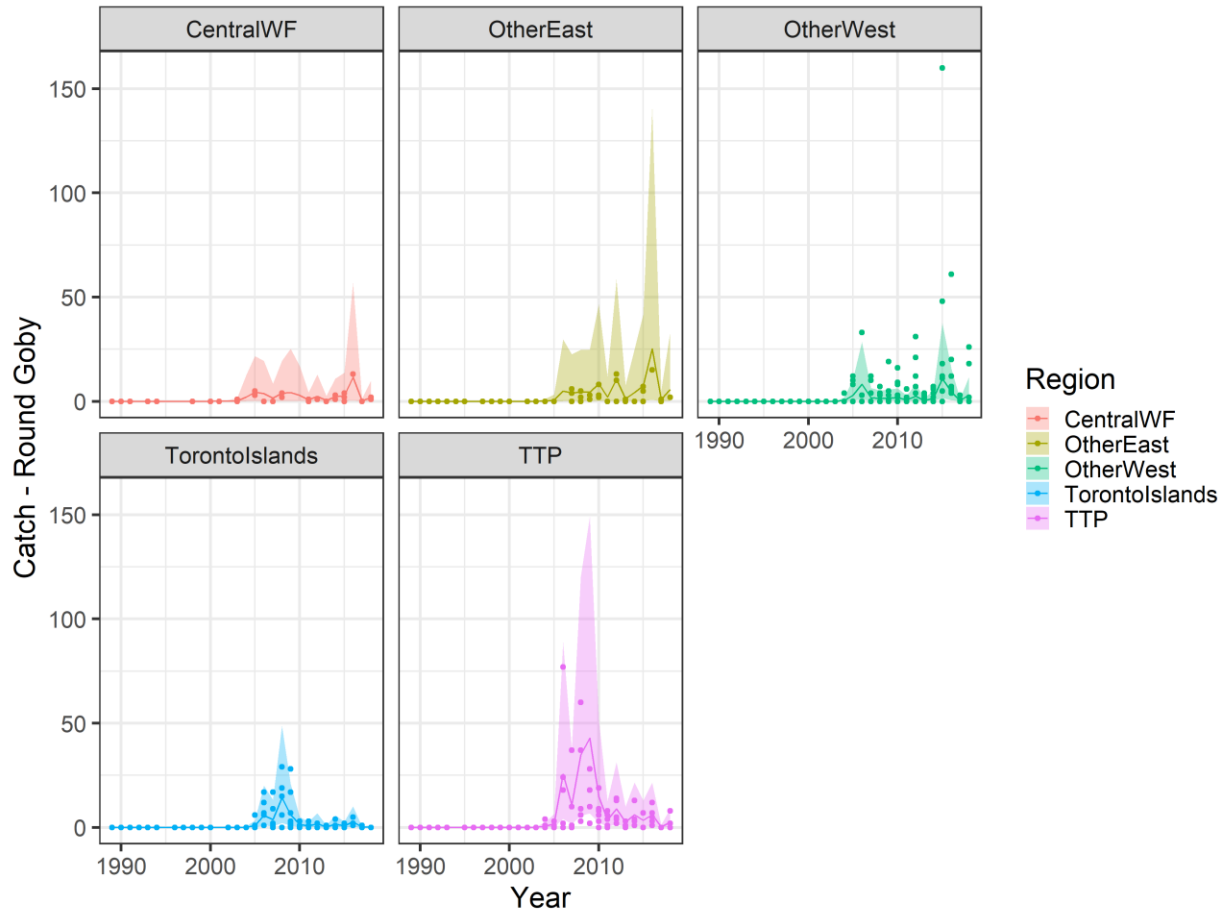 CentralWF
OtherEast
OtherWest
150
100
50
0
1990
2000
2010
TorontoIslands
TTP
150
100
50
0
1990
2000
2010
1990
2000
2010
Catch - Round Goby
Year
Region
CentralWF
OtherEast
OtherWest
TorontoIslands
TTP